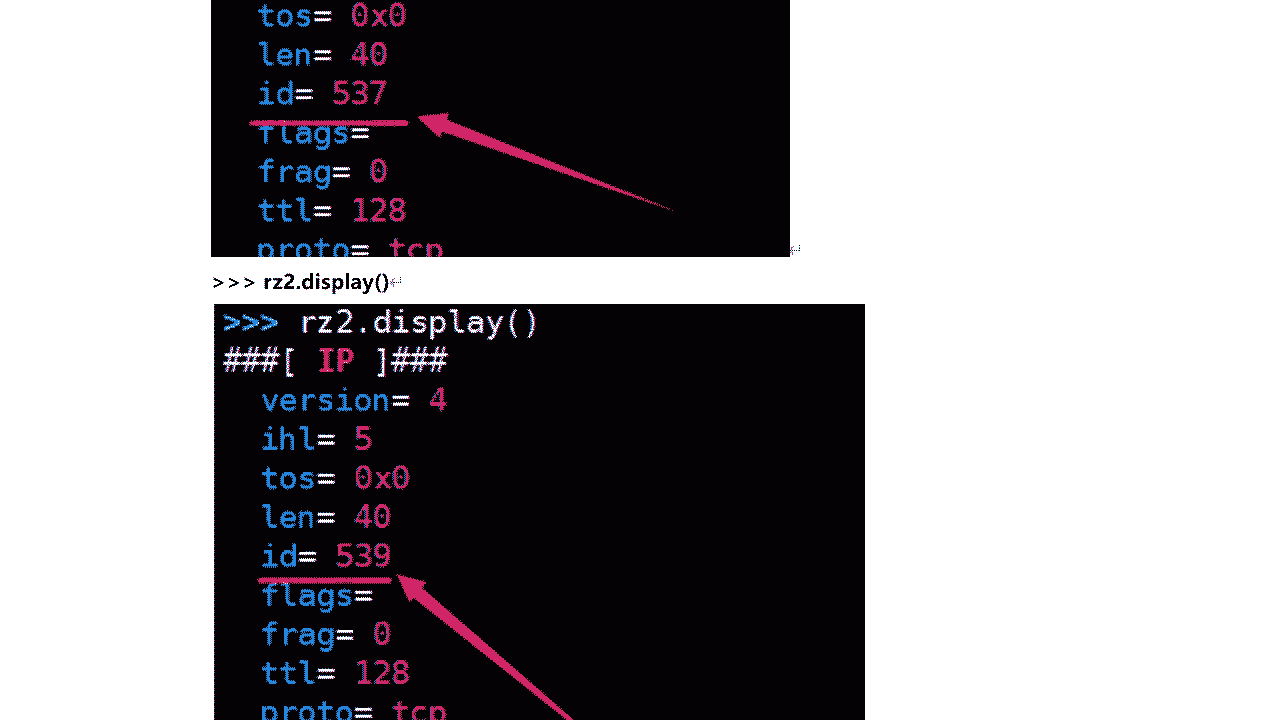 tos= 0x0
len= 40
id= 537
flags=
frag= 0
ttl= 128
proto= tcp
>>> rz2.display()
>>> rz2.display()
###[ IP ]###
version= 4
ihl= 5
tos= 0x0
len= 40
id= 539
flags=
frag= 0
ttl= 128
proto= tcp